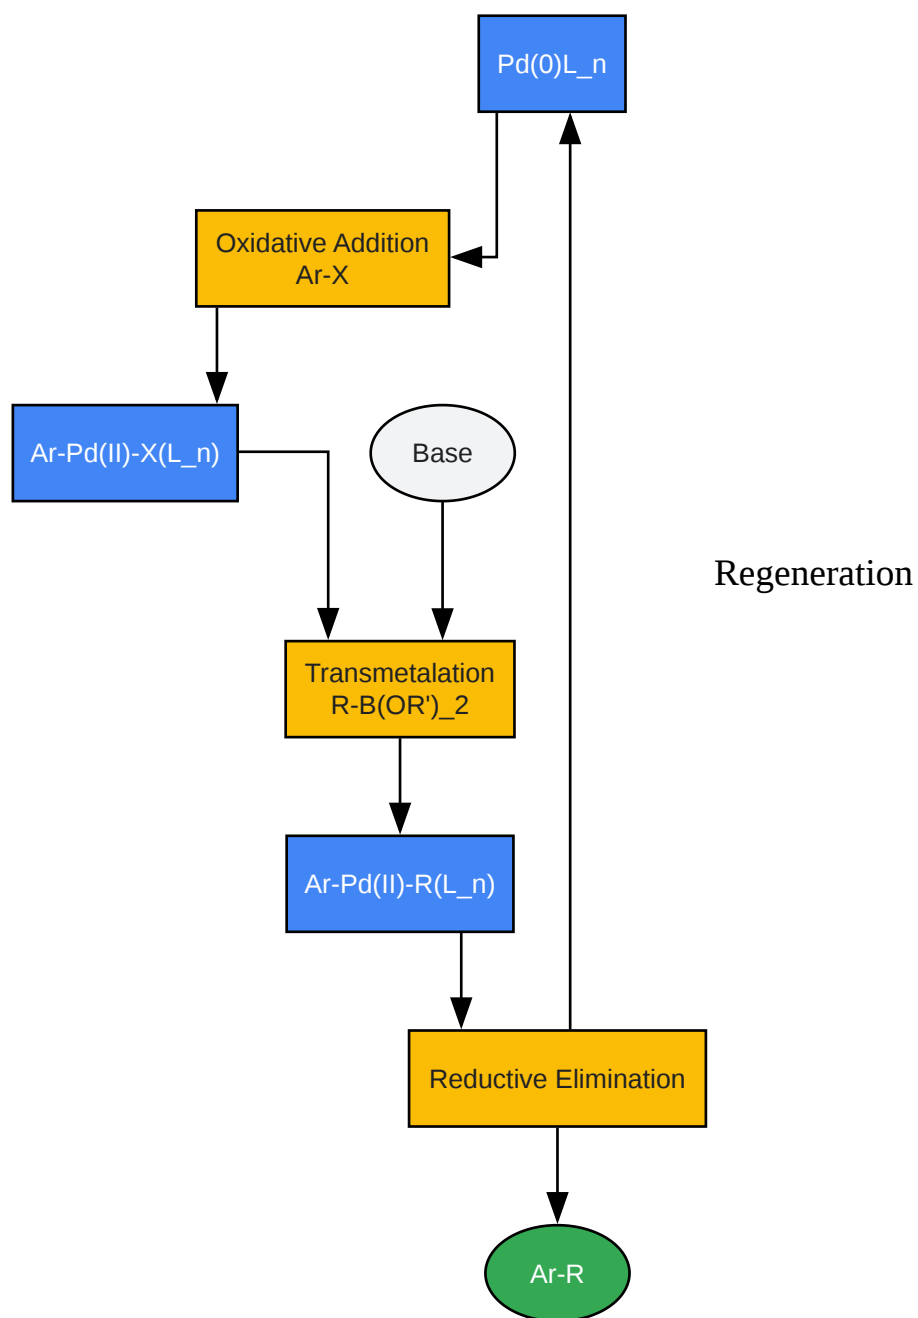 Pd(0)L_n
Oxidative Addition
Ar-X
Ar-Pd(II)-X(L_n)
Base
Regeneration
Transmetalation
R-B(OR')_2
Ar-Pd(II)-R(L_n)
Reductive Elimination
Ar-R